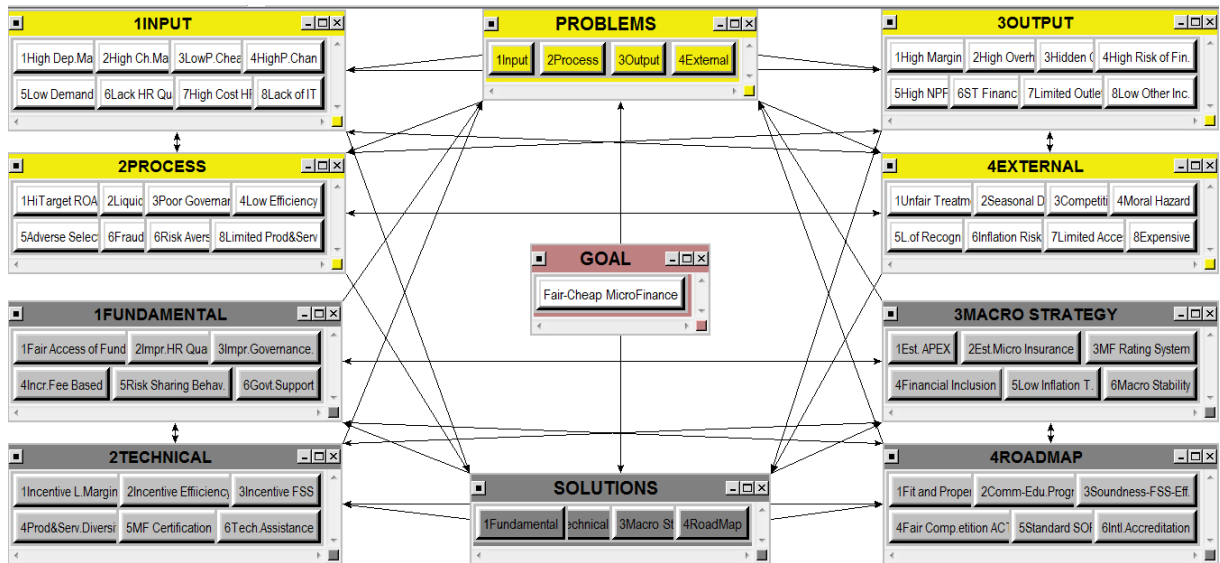 1INPUT
1High Dep.Ma 2High Ch.Ma 3LowP.Chea 4HighP.Chan
5Low Demand 6Lack HR Qu 7High Cost HF 8Lack of IT
PROBLEMS
1Input 2Process 3Output 4External
3OUTPUT
1High Margin 2High Overh 3Hidden 4High Risk of Fin.
5High NPF 6ST Financ 7Limited Outle 8Low Other Inc.
2PROCESS
1HiTarget ROA 2Liquid 3Poor Governan 4Low Efficiency
5Adverse Selec 6Fraud 6Risk Avers 8Limited Prod&Serv
4EXTERNAL
1Unfair Treatm 2Seasonal D 3Competiti 4Moral Hazard
5L.of Recogn 6Inflation Risk 7Limited Acce 8Expensive
GOAL
Fair-Cheap MicroFinance
1FUNDAMENTAL
1Fair Access of Fund 2Impr.HR Qua 3Impr.Governance.
4Incr.Fee Based 5Risk Sharing Behav. 6Govt.Support
3MACRO STRATEGY
1Est. APEX 2Est.Micro Insurance 3MF Rating System
4Financial Inclusion 5Low Inflation T. 6Macro Stability
2TECHNICAL
1Incentive L.Margin 2Incentive Effiiciency 3Incentive FSS
4Prod&Serv.Diversi 5MF Certification 6Tech.Assistance
SOLUTIONS
1Fundamental echnical 3Macro St 4RoadMap
4ROADMAP
1Fit and Proper 2Comm-Edu.Progr 3Soundness-FSS-Eff.
4Fair Comp.etition ACT 5Standard SOF 6Intl.Accreditation